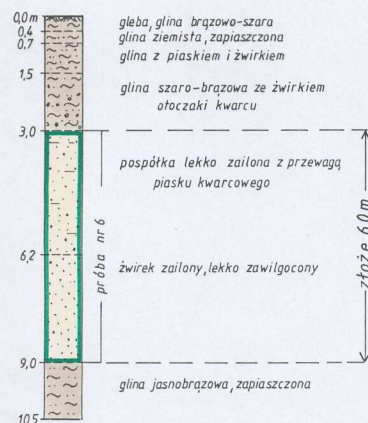 0,0 m
gleba, glina brązowo-szara
0,4
glina ziemista, zapiaszczona
0,7
glina z piaskiem i żwirkiem
1,5
glina szaro-brązowa ze żwirkiem
otoczaki kwarcu
3,0
pospółka lekko zailona z przewagą
piasku kwarcowego
6,2
żwirek zailony, lekko zawilgocony
próba nr 6
złoże 6,0m
9,0
glina jasnobrązowa, zapiaszczona
10,5